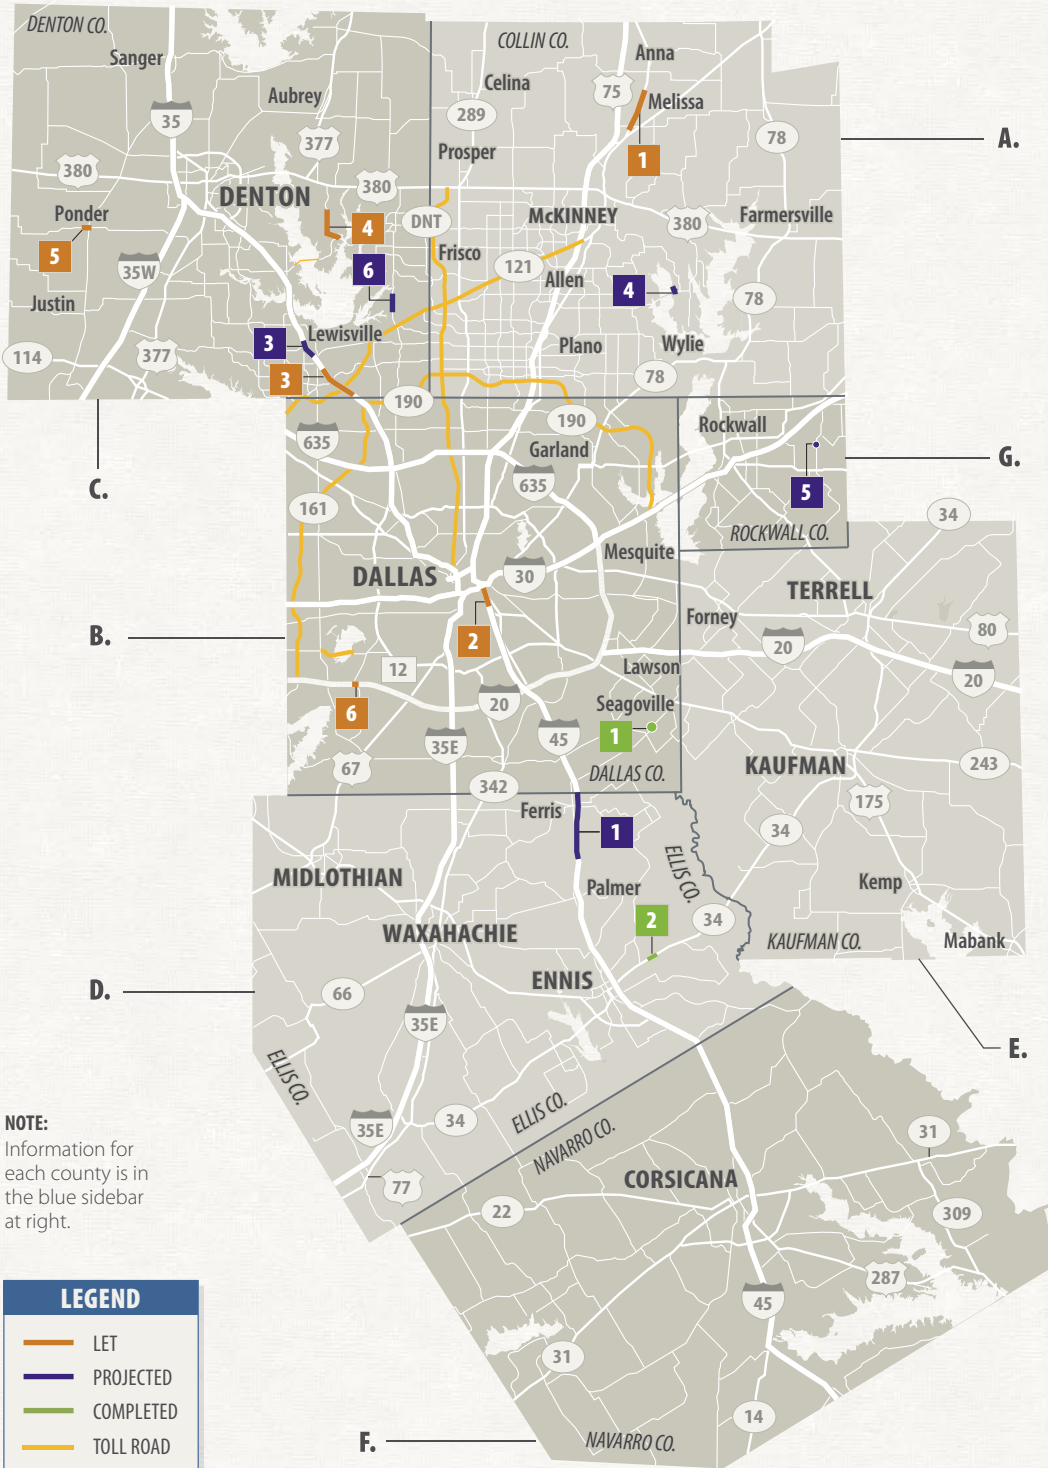 DENTON CO.
COLLIN CO.
Sanger
Anna
Celina
75
Aubrey
Melissa
35
289
377
78
A.
Prosper
1
380
380
DENTON
McKINNEY
Ponder
4
DNT
380
Farmersville
5
Frisco
6
121
35W
Allen
4
78
Justin
3
Lewisville
Plano
Wylie
114
377
3
78
190
190
Rockwall
C.
635
Garland
G.
635
5
161
34
ROCKWALL CO.
Mesquite
DALLAS
30
TERRELL
Forney
B.
2
80
20
12
Lawson
20
6
20
Seagoville
1
35E
45
67
DALLAS CO.
KAUFMAN
243
342
175
Ferris
1
34
MIDLOTHIAN
ELLIS CO.
Palmer
Kemp
2
34
WAXAHACHIE
KAUFMAN CO.
Mabank
ENNIS
D.
66
35E
E.
ELLIS CO.
ELLIS CO.
34
35E
NAVARRO CO.
31
NOTE:
Information for
each county is in
the blue sidebar
at right.
CORSICANA
77
22
309
287
45
LEGEND
LET
PROJECTED
COMPLETED
TOLL ROAD
31
14
F.
NAVARRO CO.